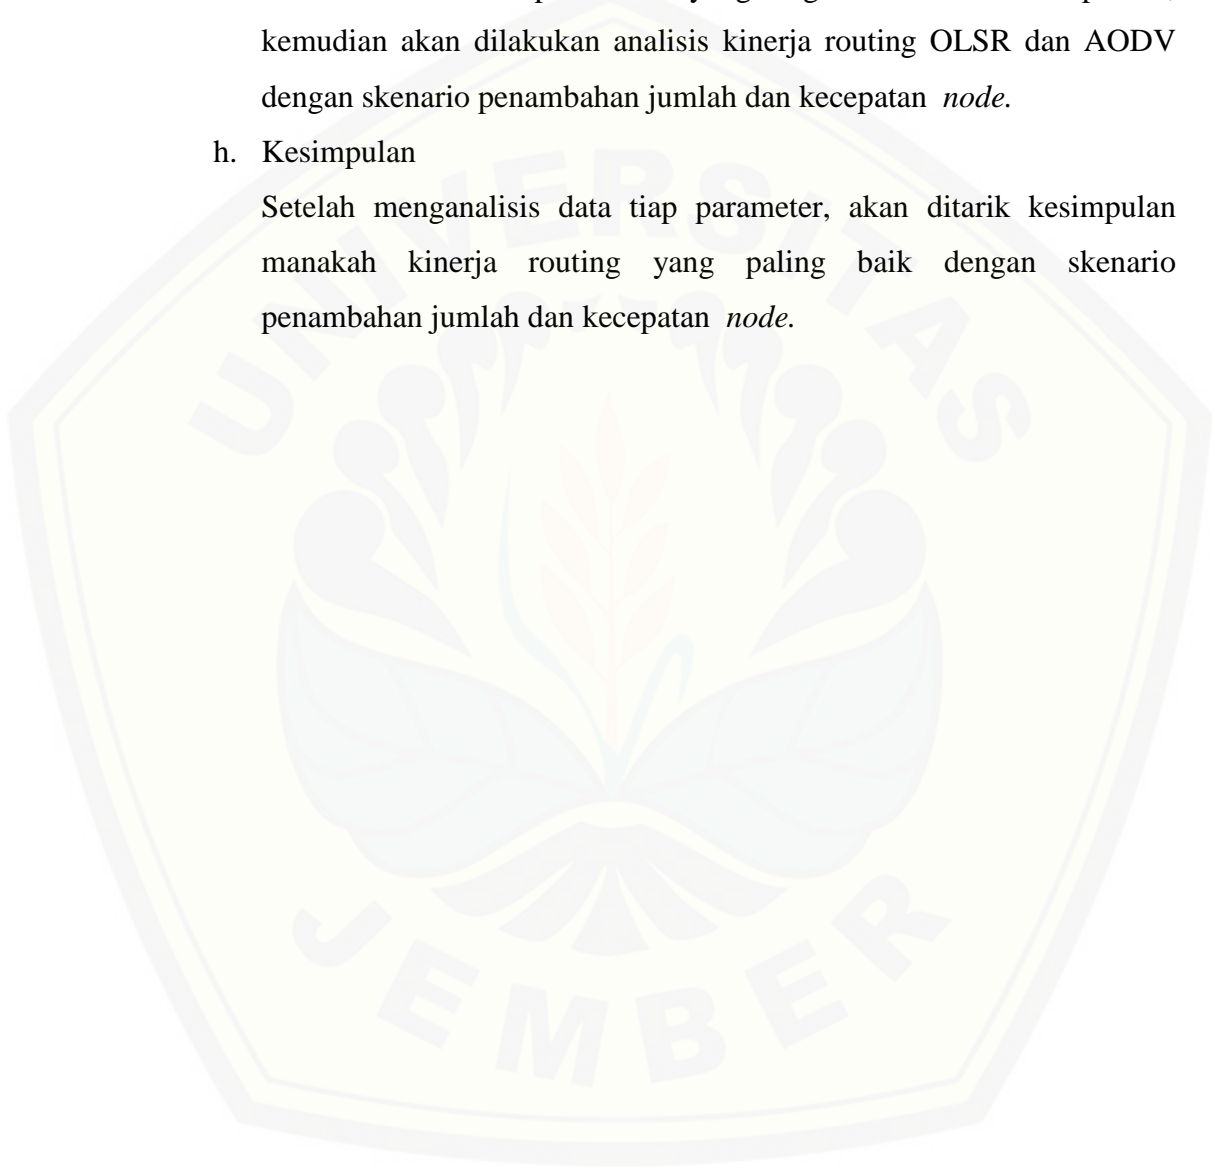 kemudian akan dilakukan analisis kinerja routing OLSR dan AODV
dengan skenario penambahan jumlah dan kecepatan node.
h. Kesimpulan
Setelah menganalisis data tiap parameter, akan ditarik kesimpulan
manakah kinerja routing yang paling baik dengan skenario
penambahan jumlah dan kecepatan node.
UNIVERSITAS
JEMBER